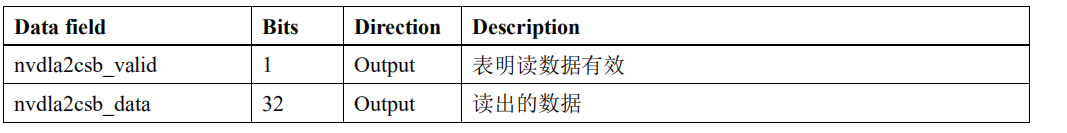 Data field Bits Direction Description
nvdla2csb_valid 1 Output 表明读数据有效
nvdla2csb_data 32 Output 读出的数据